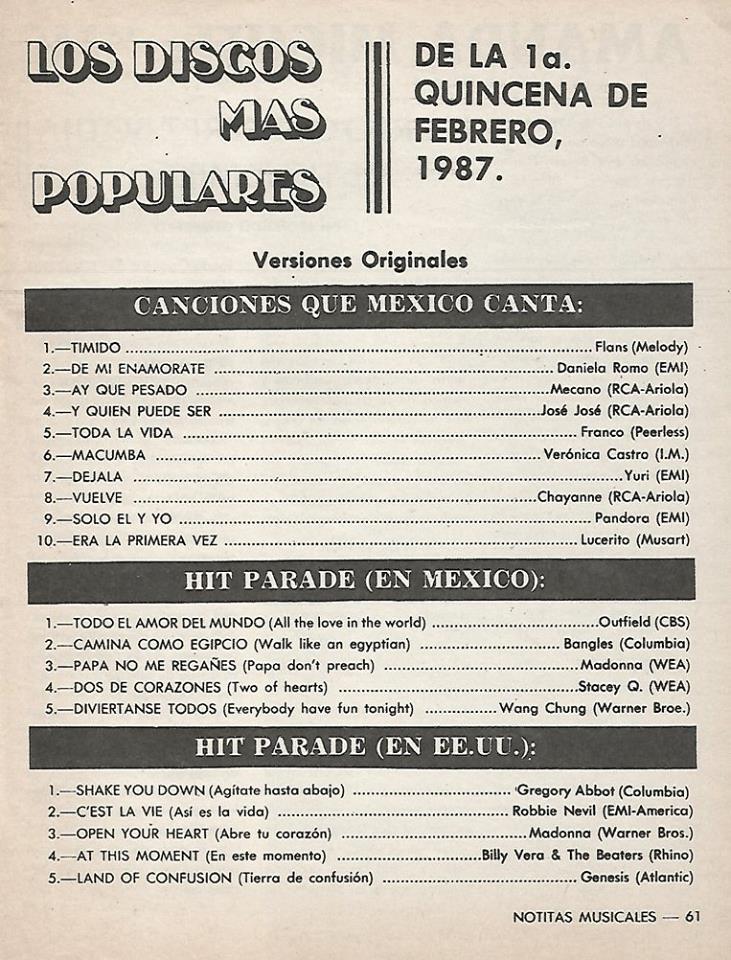 LOS DISCOS
MAS
POPULARES
DE LA 1a.
QUINCENA DE
FEBRERO,
1987.
Versiones Originales
CANCIONES QUE MEXICO CANTA:
1.—TIMIDO ........ Flans (Melody)
2.—DE MI ENAMORATE ........ Daniela Romo (EMI)
3.—AY QUE PESADO ........ Mecano (RCA-Ariola)
4.—Y QUIEN PUEDE SER ........ José José (RCA-Ariola)
5.—TODA LA VIDA ........ Franco (Peerless)
6.—MACUMBA ........ Verónica Castro (I.M.)
7.—DEJALA ........ Yuri (EMI)
8.—VUELVE ........ Chayanne (RCA-Ariola)
9.—SOLO EL Y YO ........ Pandora (EMI)
10.—ERA LA PRIMERA VEZ ........ Lucerito (Musart)
HIT PARADE (EN MEXICO):
1.—TODO EL AMOR DEL MUNDO (All the love in the world) ........ Outfield (CBS)
2.—CAMINA COMO EGIPCIO (Walk like an egyptian) ........ Bangles (Columbia)
3.—PAPA NO ME REGAÑES (Papa don't preach) ........ Madonna (WEA)
4.—DOS DE CORAZONES (Two of hearts) ........ Stacey Q. (WEA)
5.—DIVIERTANSE TODOS (Everybody have fun tonight) ........ Wang Chung (Warner Broe.)
HIT PARADE (EN EE.UU.):
1.—SHAKE YOU DOWN (Agítate hasta abajo) ........ Gregory Abbot (Columbia)
2.—C'EST LA VIE (Así es la vida) ........ Robbie Nevil (EMI-America)
3.—OPEN YOUR HEART (Abre tu corazón) ........ Madonna (Warner Bros.)
4.—AT THIS MOMENT (En este momento) ........ Billy Vera & The Beaters (Rhino)
5.—LAND OF CONFUSION (Tierra de confusión) ........ Genesis (Atlantic)
NOTITAS MUSICALES — 61